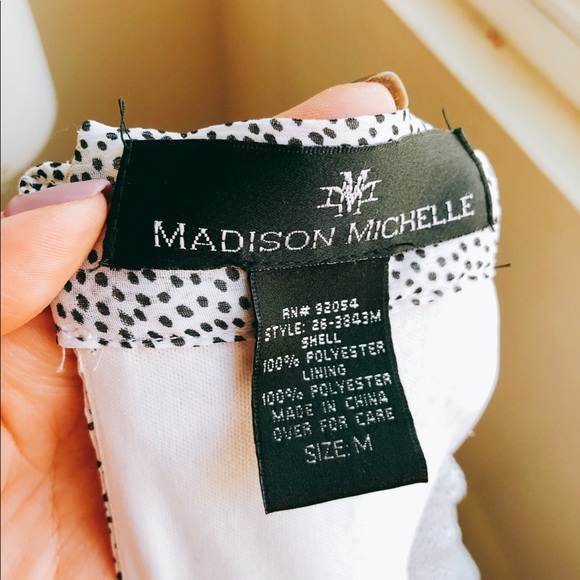 MADISON MICHELLE
RN# 92054
STYLE: 26-3843M
SHELL
100% POLYESTER
LINING
100% POLYESTER
MADE IN CHINA
OVER FOR CARE
SIZE: M